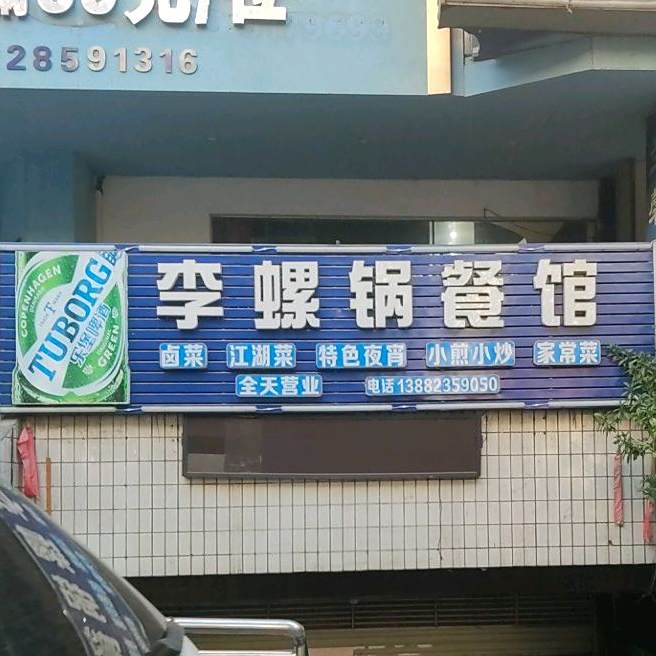 元/位
28591316
COPENHAGEN
TUBORG
乐堡啤酒
GREEN
李螺锅餐馆
卤菜 江湖菜 特色夜宵 小煎小炒 家常菜
全天营业 电话13882359050